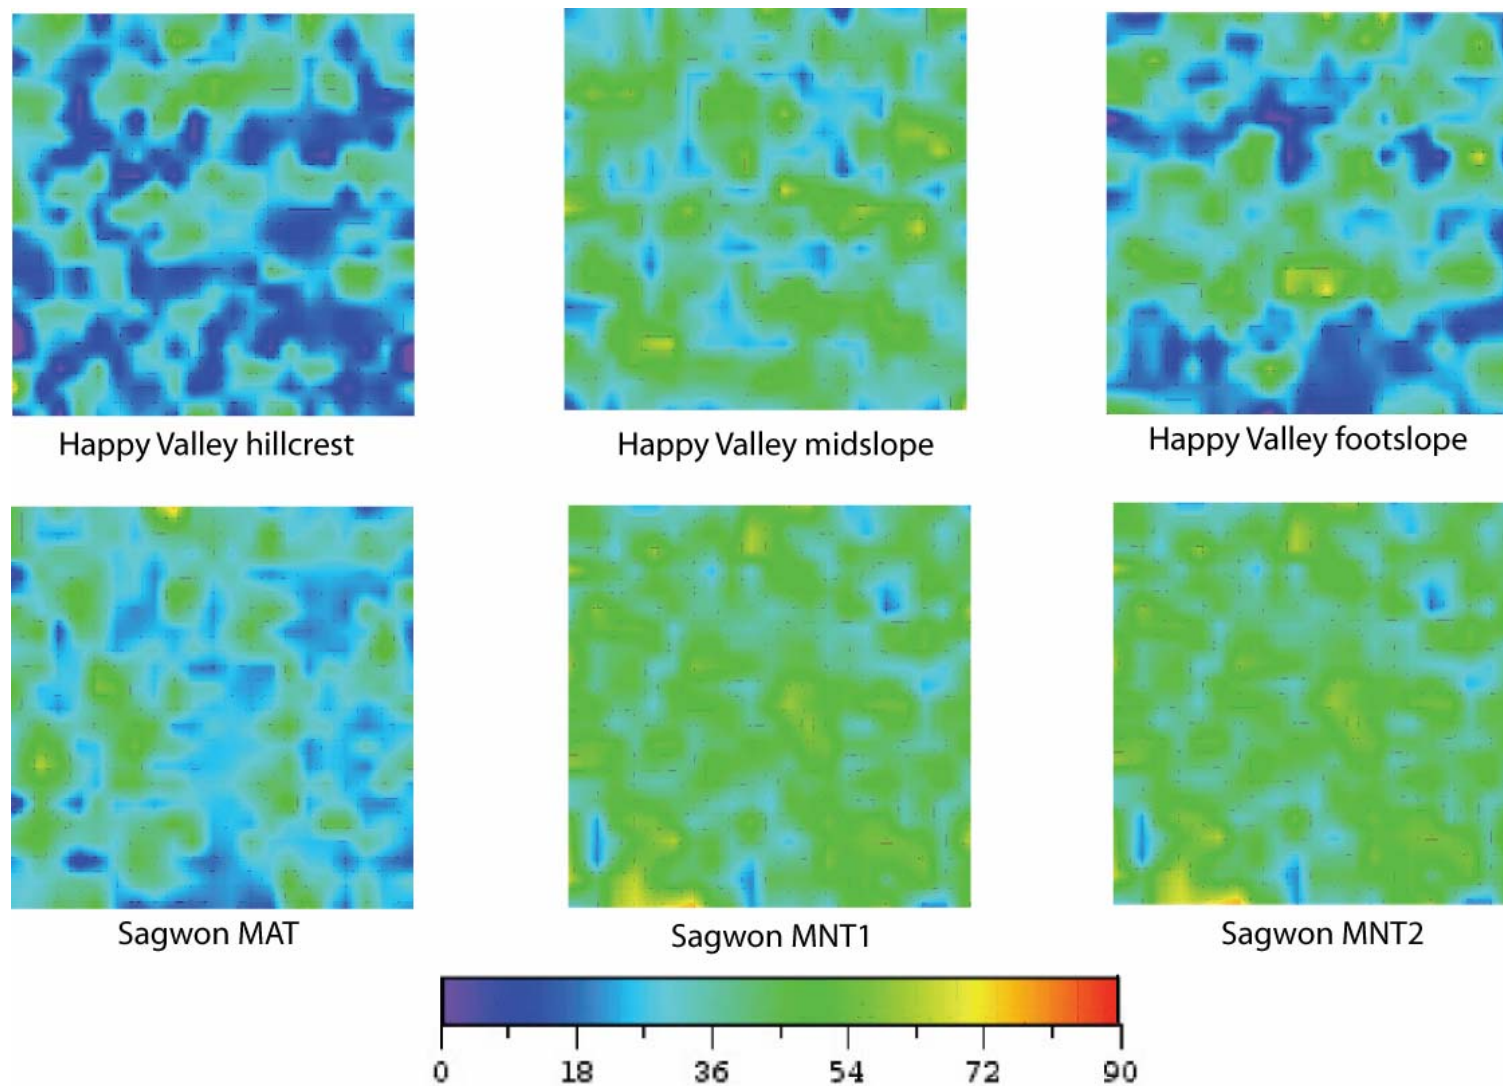 Happy Valley hillcrest
Happy Valley midslope
Happy Valley footslope
Sagwon MAT
Sagwon MNT1
Sagwon MNT2
0 18 36 54 72 90